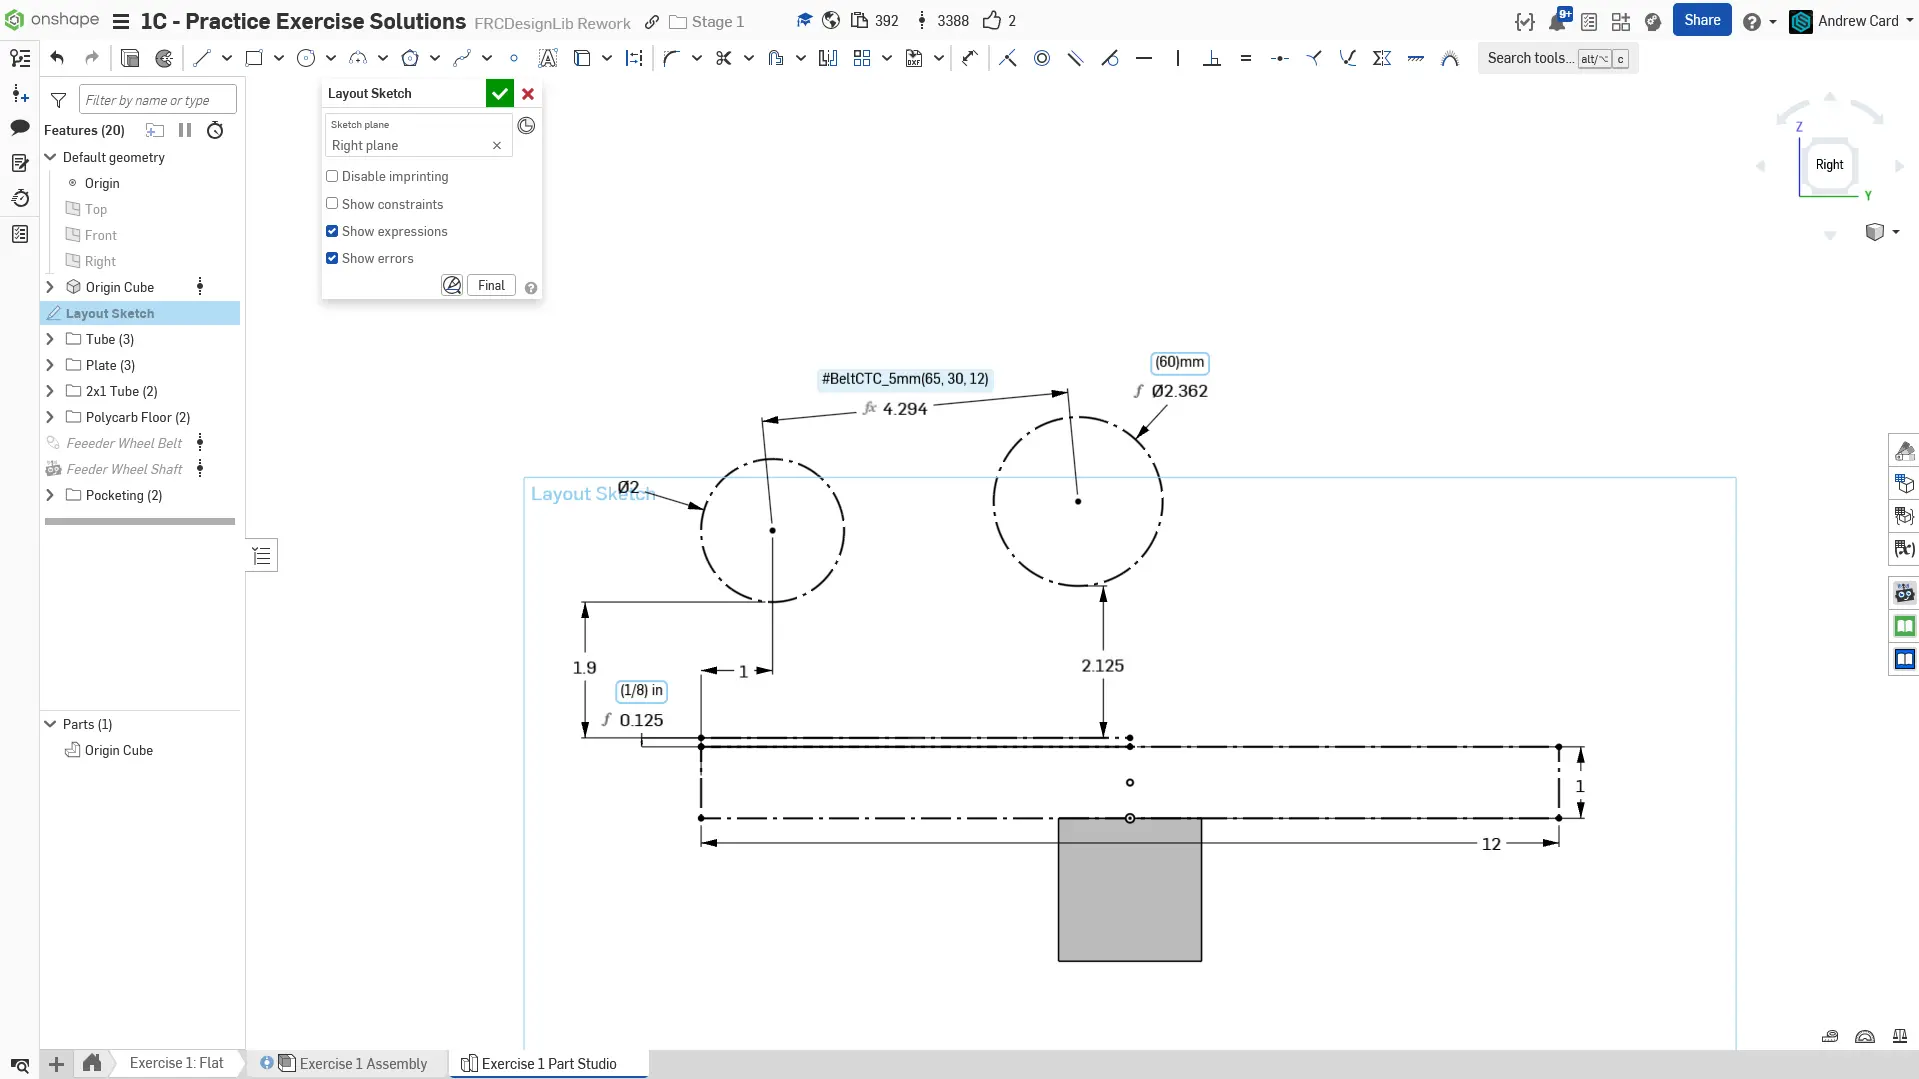 onshape
1C - Practice Exercise Solutions
FRCDesignLib Rework
Stage 1
392
3388
2
9+
Share
Andrew Card
Search tools... alt/⌥ c
Filter by name or type
Features (20)
Default geometry
Origin
Top
Front
Right
Origin Cube
Layout Sketch
Tube (3)
Plate (3)
2x1 Tube (2)
Polycarb Floor (2)
Feeeder Wheel Belt
Feeder Wheel Shaft
Pocketing (2)
Parts (1)
Origin Cube
Layout Sketch
Sketch plane
Right plane
Disable imprinting
Show constraints
Show expressions
Show errors
Final
Z
Right
Y
(60)mm
ƒ Ø2.362
#BeltCTC_5mm(65, 30, 12)
fx 4.294
Layout Sketch
Ø2
1.9
1
2.125
(1/8) in
ƒ 0.125
1
12
Exercise 1: Flat
Exercise 1 Assembly
Exercise 1 Part Studio